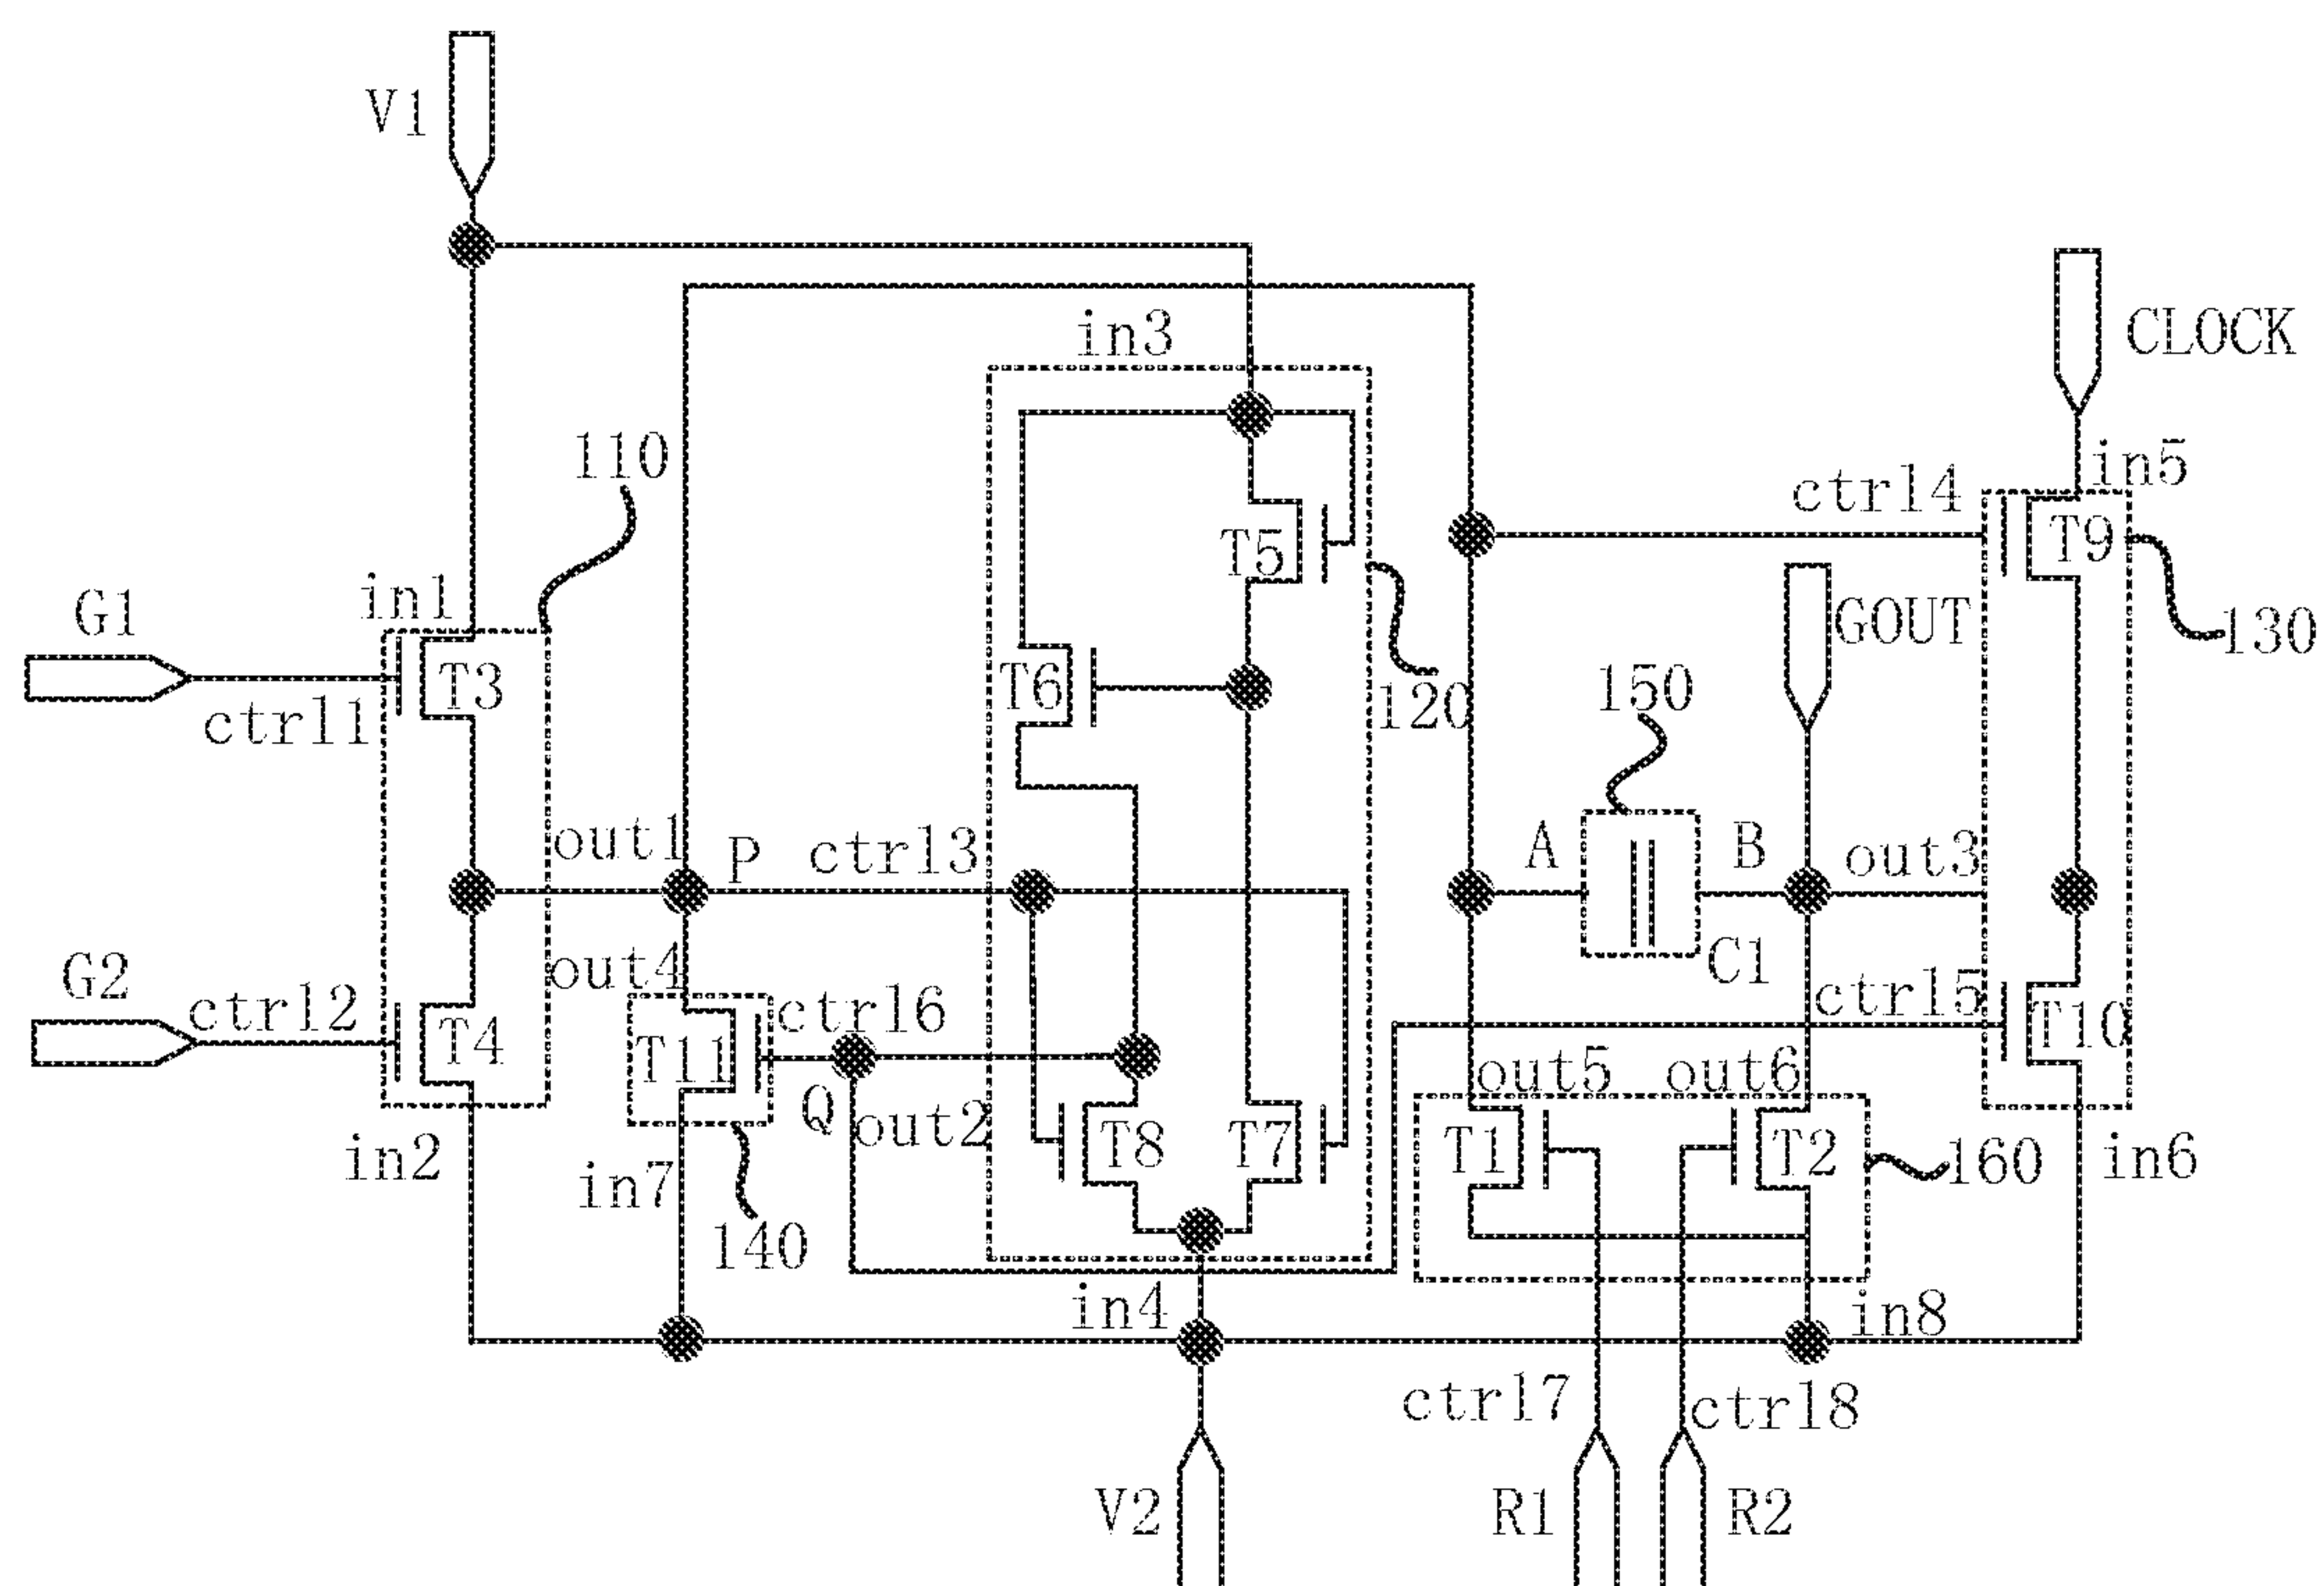 V1
in3
CLOCK
in5
110
ctrl4
T9
T5
in1
G1
GOUT
130
T3
T6
150
120
ctrl1
out1
P
ctrl3
A
B
out3
C1
G2
out4
ctrl2
ctrl6
ctrl5
T4
T11
T10
out5
out6
Q
out2
T8
T7
T1
T2
160
in6
in2
in7
140
in4
in8
ctrl7
ctrl8
V2
R1
R2